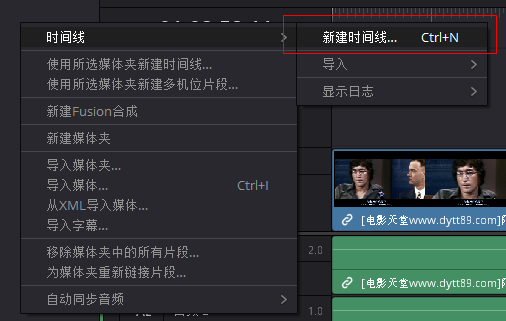 时间线
新建时间线... Ctrl+N
导入
显示日志
使用所选媒体夹新建时间线...
使用所选媒体夹新建多机位片段...
新建Fusion合成
新建媒体夹
导入媒体夹...
导入媒体... Ctrl+I
从XML导入媒体...
导入字幕...
移除媒体夹中的所有片段...
为媒体夹重新链接片段...
自动同步音频
[电影天堂www.dytt89.com]
2.0
[电影天堂www.dytt89.com]
1.0